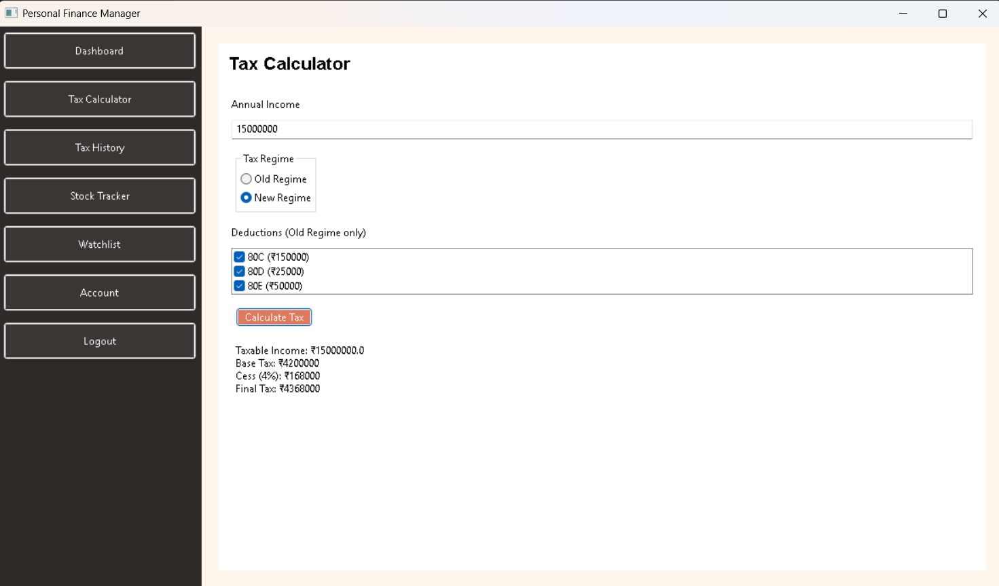 Personal Finance Manager
Dashboard
Tax Calculator
Tax History
Stock Tracker
Watchlist
Account
Logout
Tax Calculator
Annual Income
15000000
Tax Regime
Old Regime
New Regime
Deductions (Old Regime only)
80C (₹150000)
80D (₹25000)
80E (₹50000)
Calculate Tax
Taxable Income: ₹15000000.0
Base Tax: ₹4200000
Cess (4%): ₹168000
Final Tax: ₹4368000